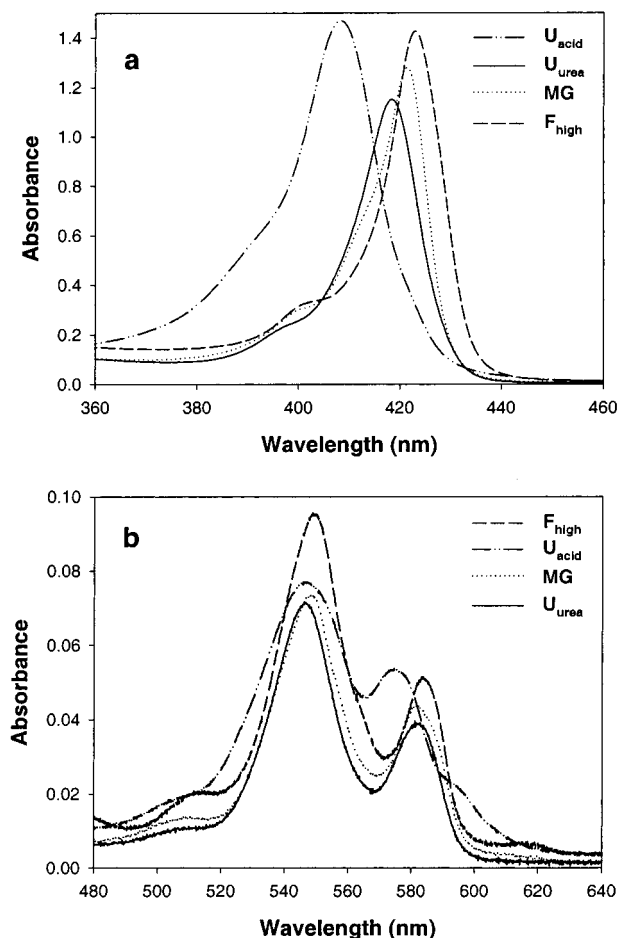 a
1.4
1.2
1.0
0.8
0.6
0.4
0.2
0.0
Absorbance
U_acid
U_urea
MG
F_high
360 380 400 420 440 460
Wavelength (nm)
b
0.10
0.08
0.06
0.04
0.02
0.00
Absorbance
F_high
U_acid
MG
U_urea
480 500 520 540 560 580 600 620 640
Wavelength (nm)